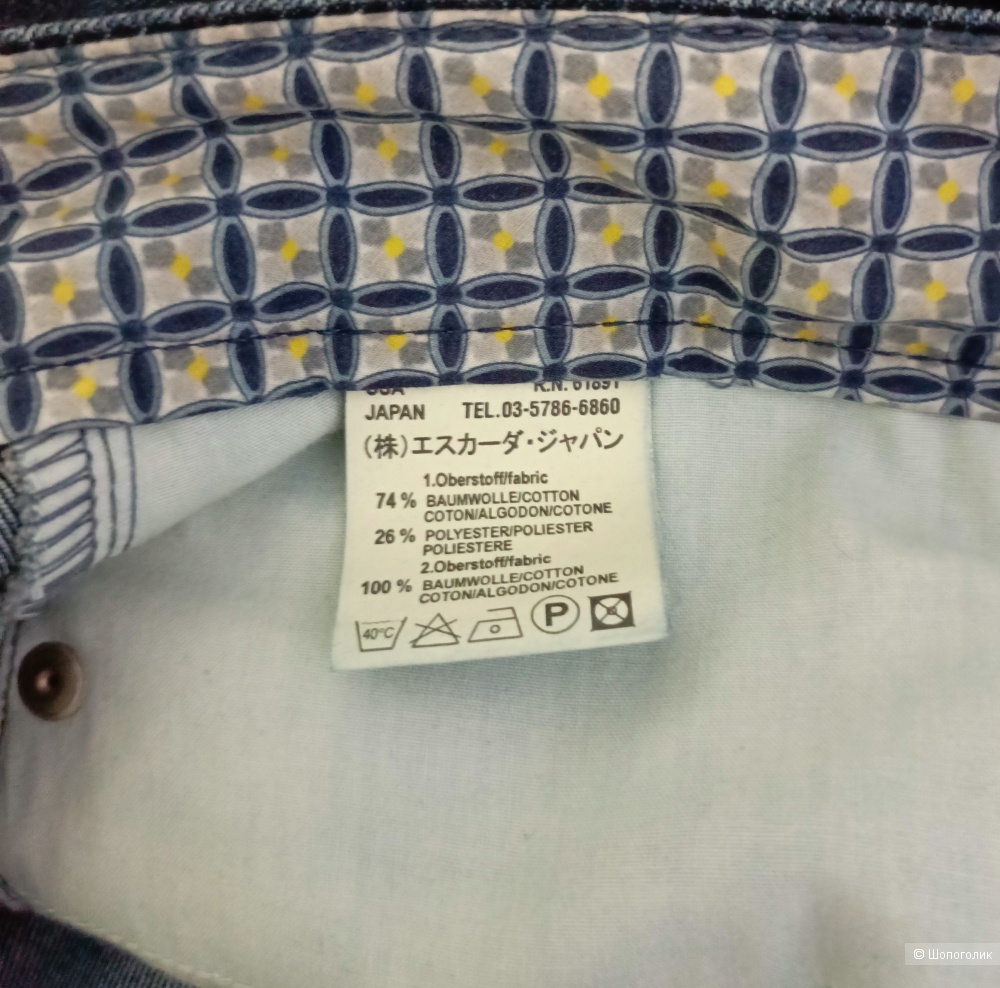 USA R.N. 61891
JAPAN TEL.03-5786-6860
(株)エスカーダ・ジャパン
1.Oberstoff/fabric
74 % BAUMWOLLE/COTTON
COTON/ALGODON/COTONE
26 % POLYESTER/POLIESTER
POLIESTERE
2.Oberstoff/fabric
100 % BAUMWOLLE/COTTON
COTON/ALGODON/COTONE
40°C P
© Шопоголик